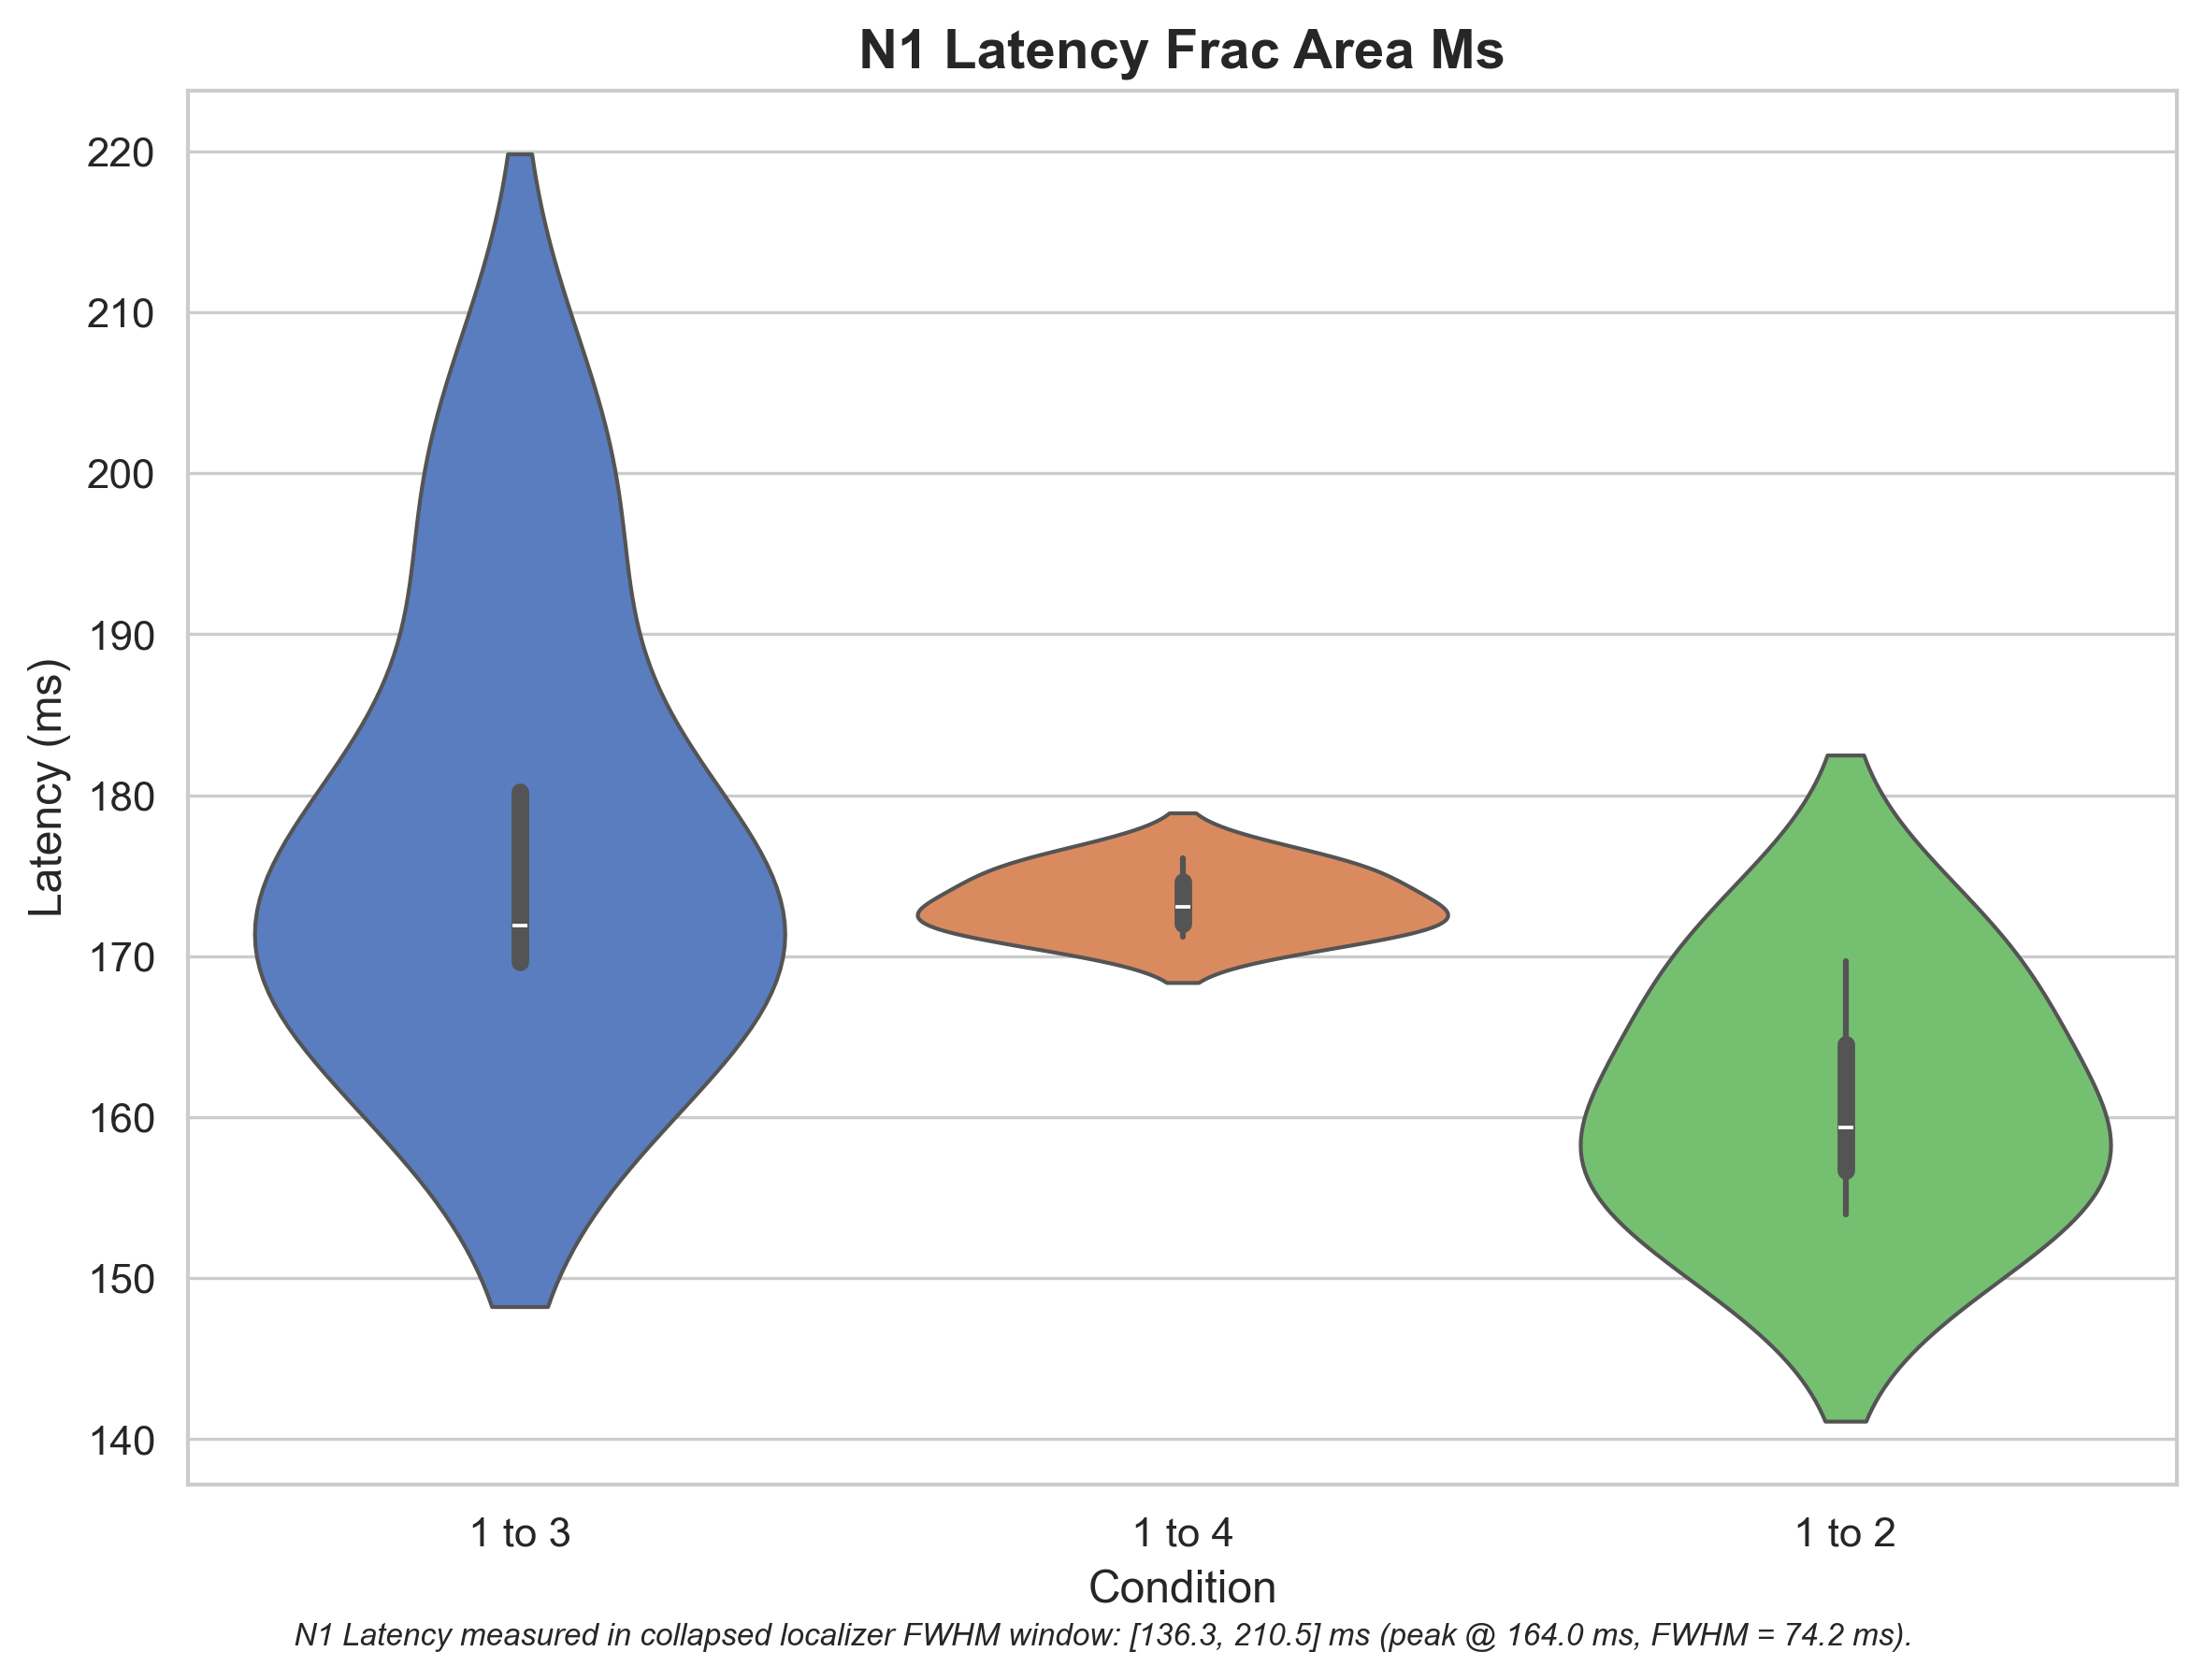 N1 Latency Frac Area Ms
220
210
200
190
180
170
160
150
140
Latency (ms)
1 to 3
1 to 4
1 to 2
Condition
N1 Latency measured in collapsed localizer FWHM window: [136.3, 210.5] ms (peak @ 164.0 ms, FWHM = 74.2 ms).